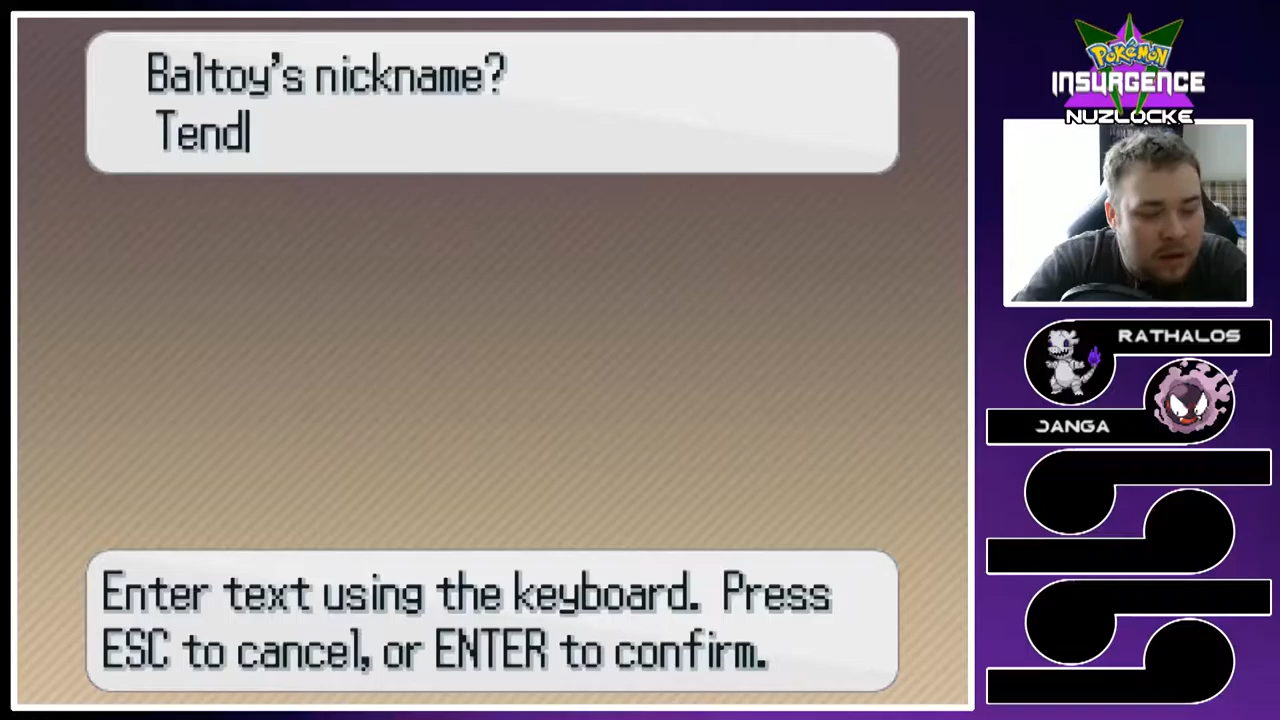 Baltoy's nickname?
Tend
Enter text using the keyboard. Press
ESC to cancel, or ENTER to confirm.
POKéMON
INSURGENCE
NUZLOCKE
RATHALOS
JANGA